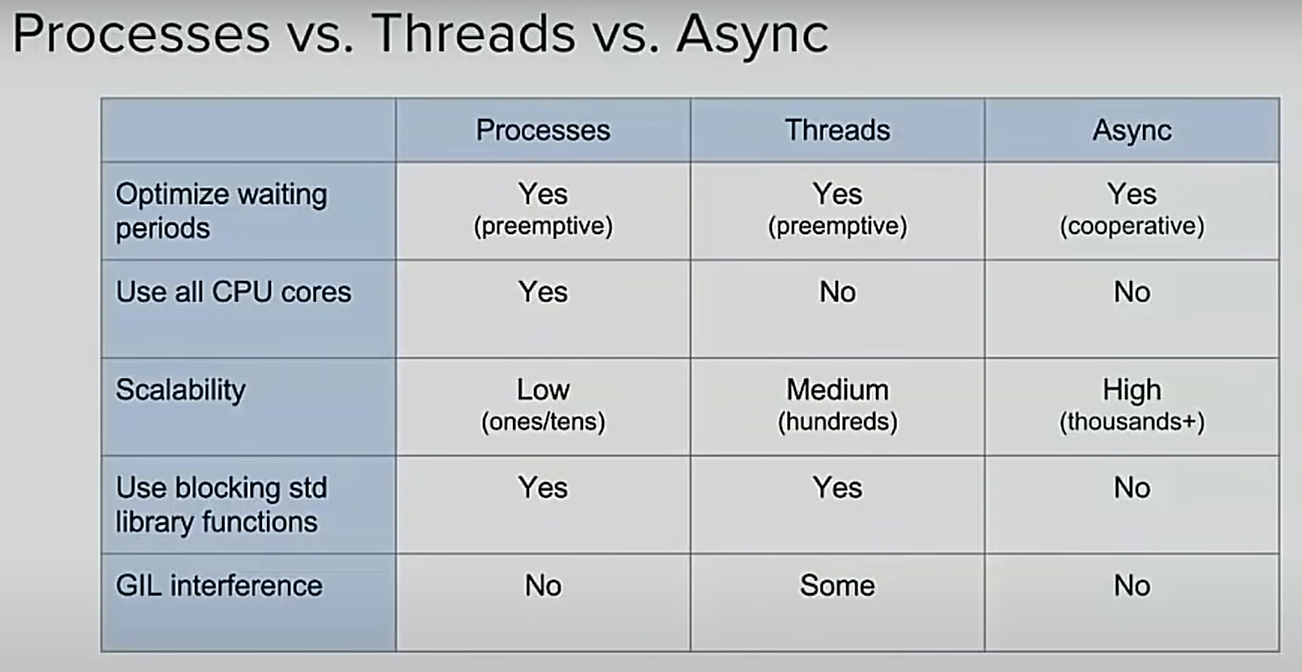 Processes vs. Threads vs. Async
Processes Threads Async
Optimize waiting periods Yes (preemptive) Yes (preemptive) Yes (cooperative)
Use all CPU cores Yes No No
Scalability Low (ones/tens) Medium (hundreds) High (thousands+)
Use blocking std library functions Yes Yes No
GIL interference No Some No